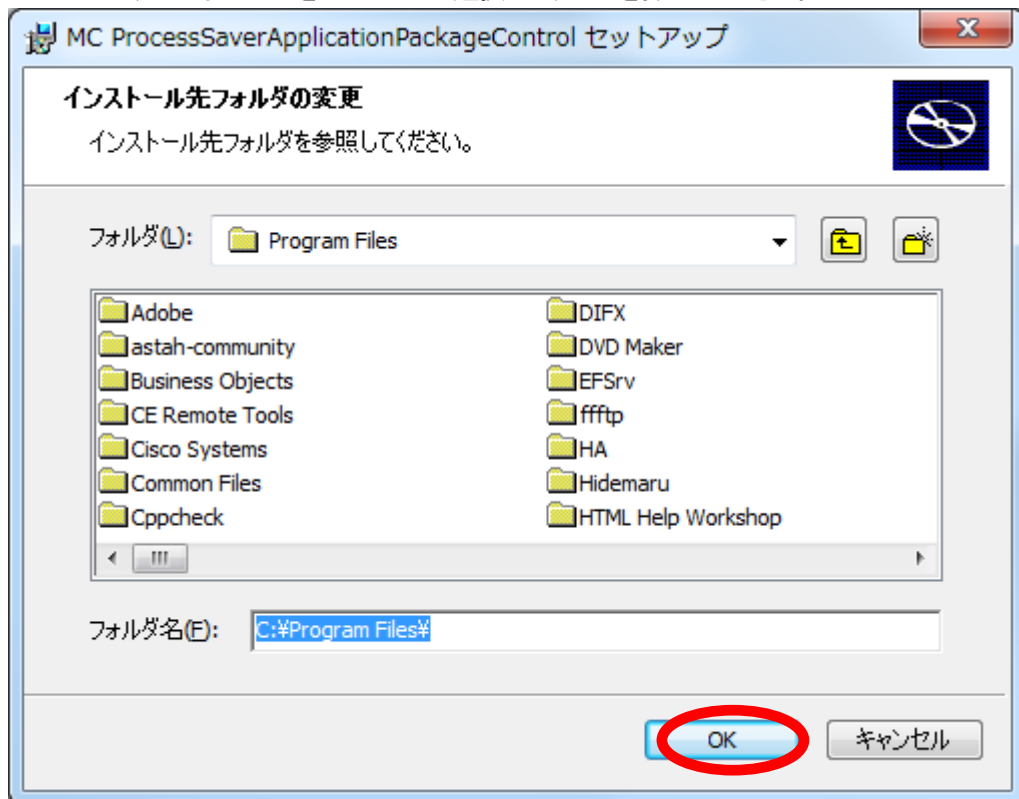 MC ProcessSaverApplicationPackageControl セットアップ
インストール先フォルダの変更
インストール先フォルダを参照してください。
フォルダ(L):
Program Files
Adobe
astah-community
Business Objects
CE Remote Tools
Cisco Systems
Common Files
Cppcheck
DIFX
DVD Maker
EFSrv
ffftp
HA
Hidemaru
HTML Help Workshop
フォルダ名(F):
C:¥Program Files¥
OK
キャンセル